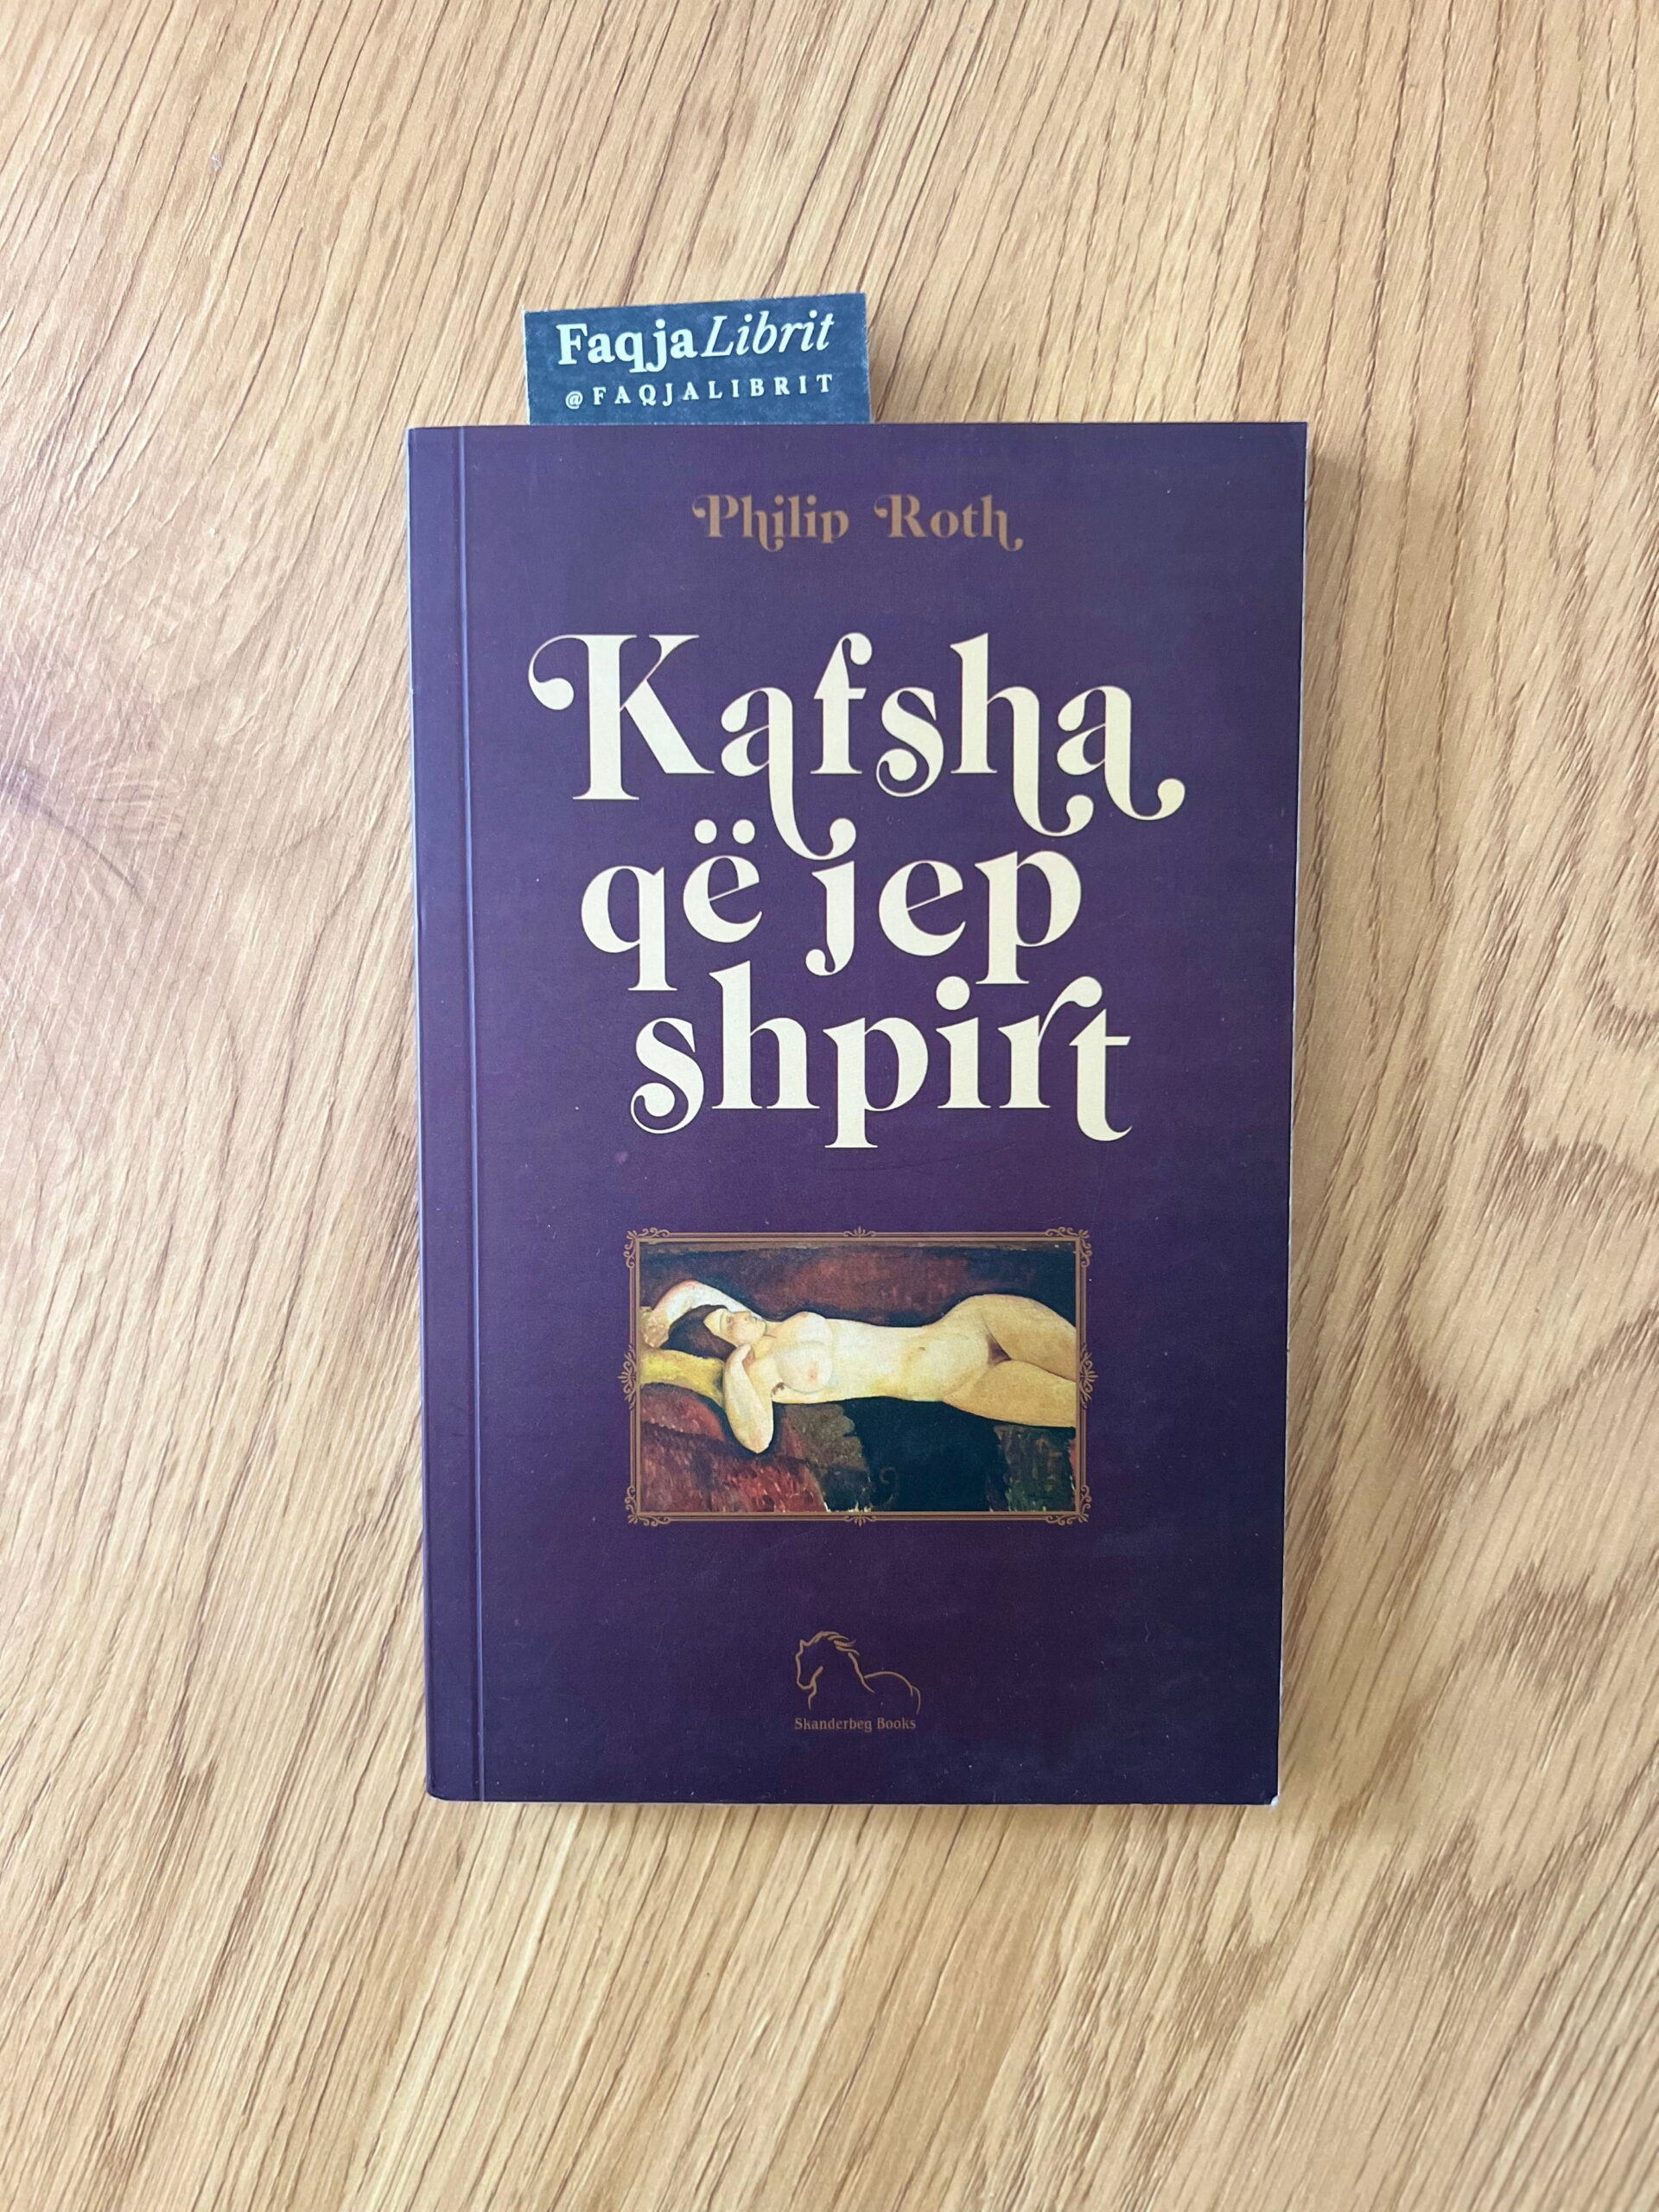 FaqjaLibrit
@FAQJALIBRIT
Philip Roth
Kafsha
që jep
shpirt
Skanderbeg Books